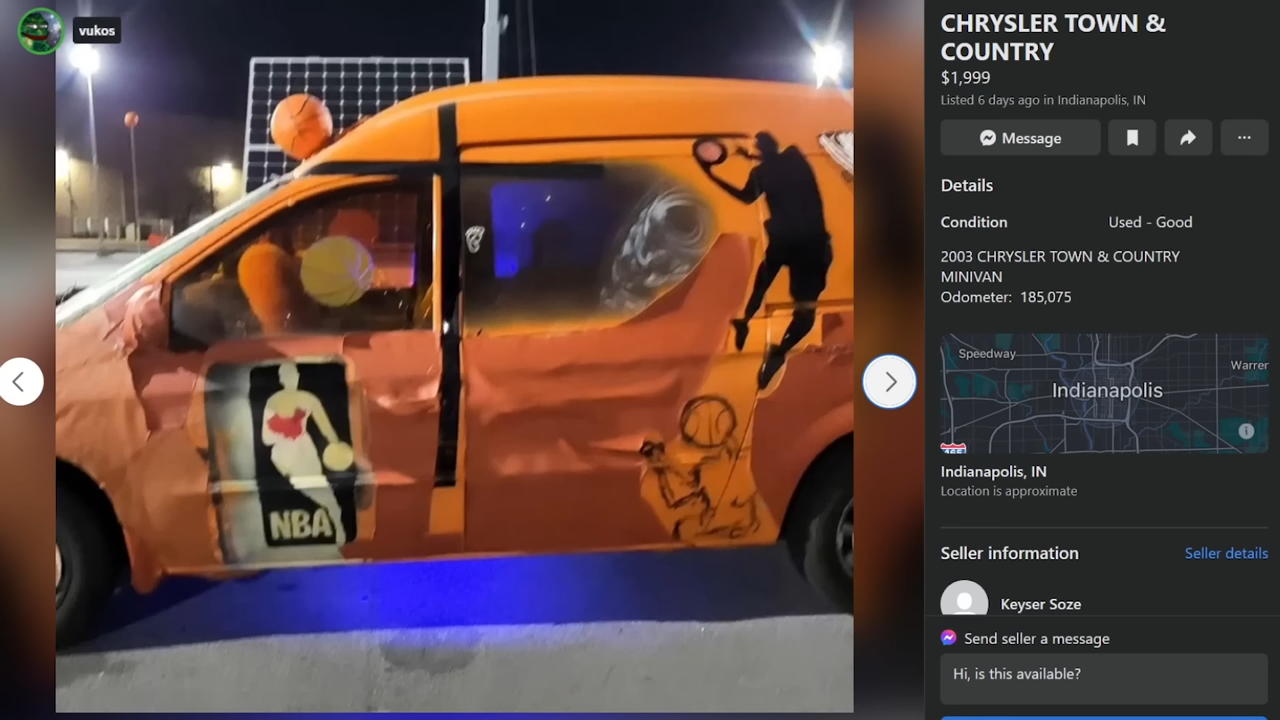 vukos
CHRYSLER TOWN &
COUNTRY
$1,999
Listed 6 days ago in Indianapolis, IN
Message
Details
Condition
Used - Good
2003 CHRYSLER TOWN & COUNTRY
MINIVAN
Odometer: 185,075
Speedway
Warrer
Indianapolis
465
Indianapolis, IN
Location is approximate
Seller information
Seller details
Keyser Soze
Send seller a message
Hi, is this available?
NBA